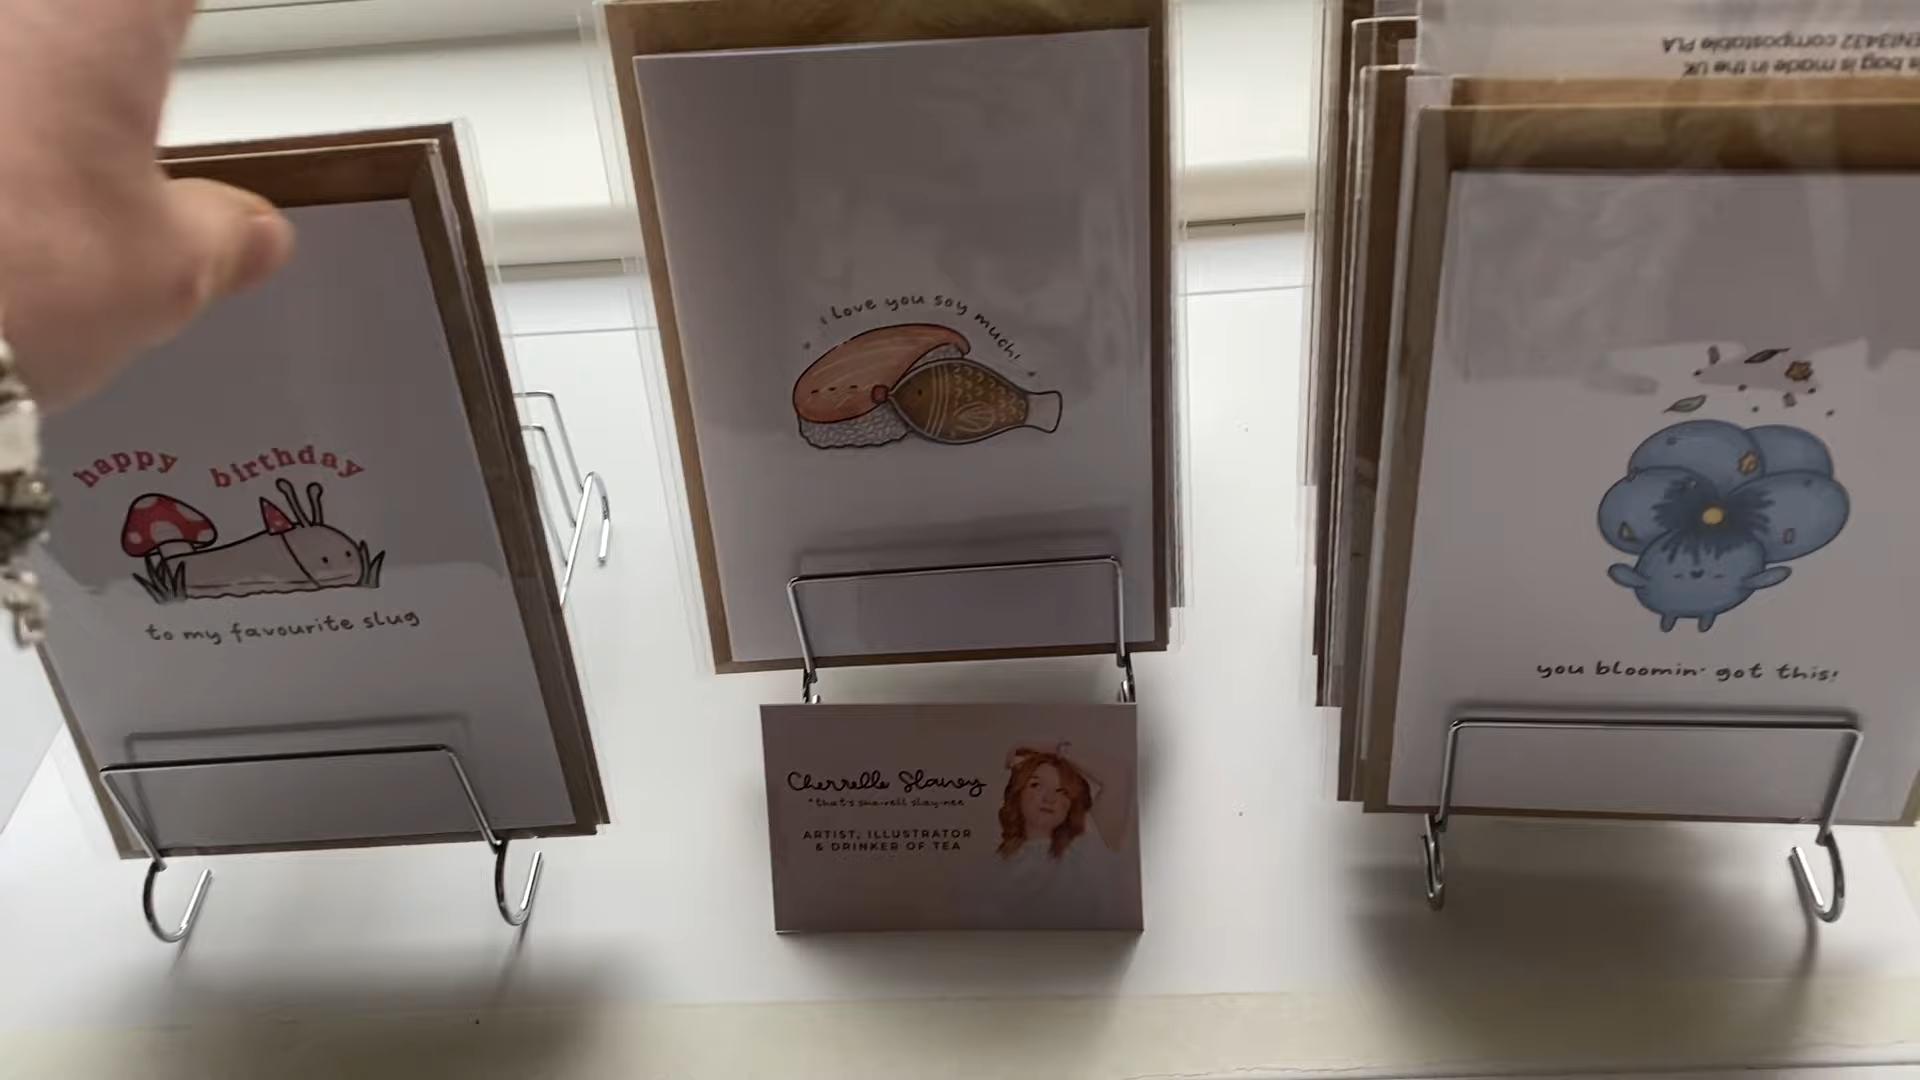 EN13432 compostable PLA
bag is made in the UK
i love you soy much!
happy birthday
to my favourite slug
you bloomin' got this!
Cherrelle Slaney
*that's sha-rell slay-nee
ARTIST, ILLUSTRATOR
& DRINKER OF TEA